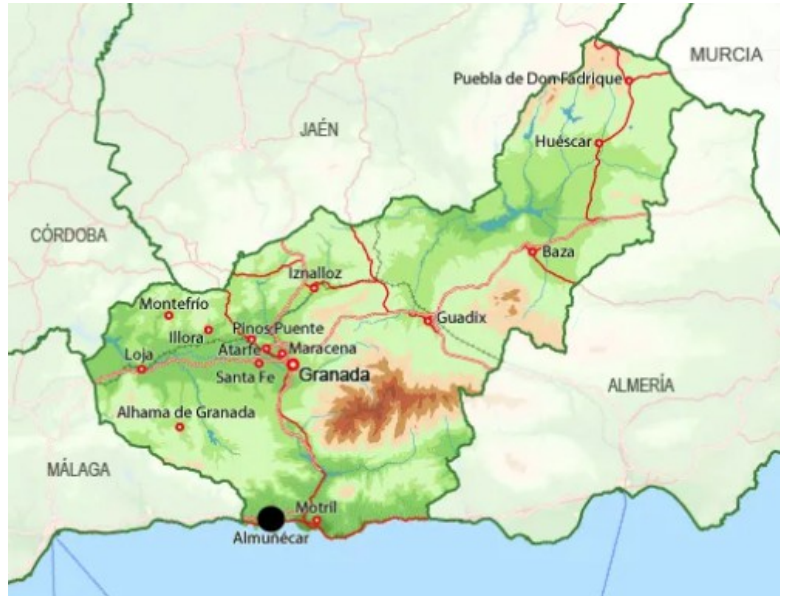 MURCIA
Puebla de Don Fadrique
JAÉN
Huéscar
CÓRDOBA
Baza
Iznalloz
Montefrío
Guadix
Illora
Pinos Puente
Atarfe
Maracena
Loja
Santa Fe
Granada
ALMERÍA
Alhama de Granada
MÁLAGA
Motril
Almuñécar